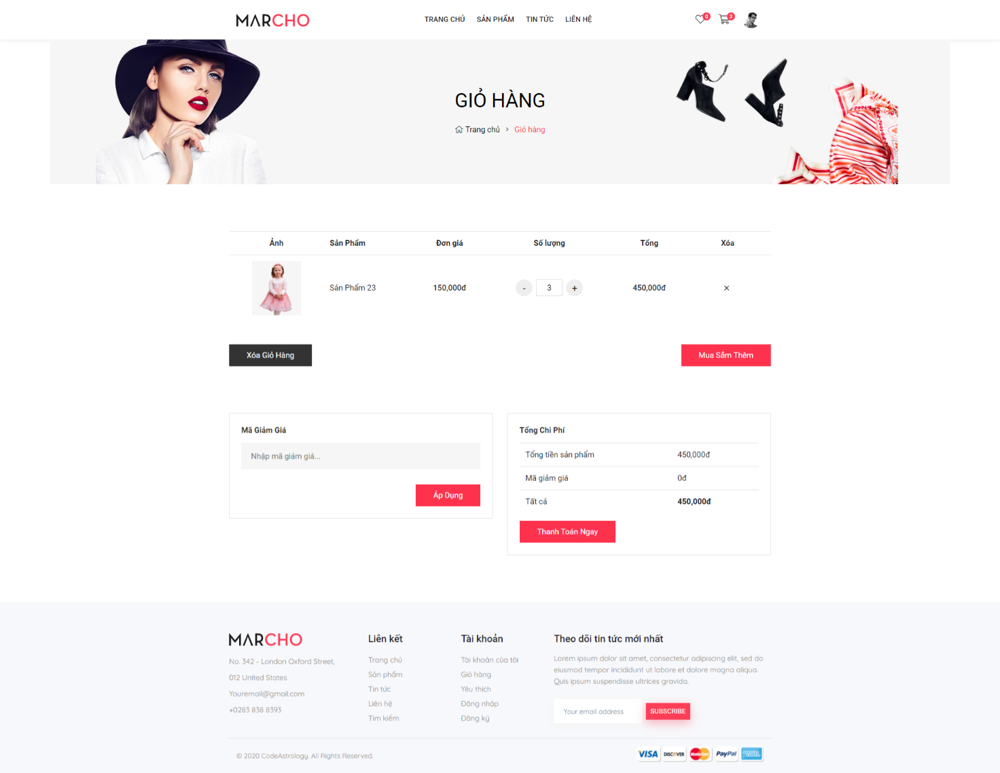 MARCHO
TRANG CHỦ SẢN PHẨM TIN TỨC LIÊN HỆ
0 3
GIỎ HÀNG
Trang chủ > Giỏ hàng
Ảnh Sản Phẩm Đơn giá Số lượng Tổng Xóa
Sản Phẩm 23 150,000đ - 3 + 450,000đ ×
Xóa Giỏ Hàng Mua Sắm Thêm
Mã Giảm Giá
Nhập mã giảm giá...
Áp Dụng
Tổng Chi Phí
Tổng tiền sản phẩm 450,000đ
Mã giảm giá 0đ
Tất cả 450,000đ
Thanh Toán Ngay
MARCHO
No. 342 - London Oxford Street,
012 United States
Youremail@gmail.com
+0283 838 8393
Liên kết
Trang chủ
Sản phẩm
Tin tức
Liên hệ
Tìm kiếm
Tài khoản
Tài khoản của tôi
Giỏ hàng
Yêu thích
Đăng nhập
Đăng ký
Theo dõi tin tức mới nhất
Lorem ipsum dolor sit amet, consectetur adipiscing elit, sed do
eiusmod tempor incididunt ut labore et dolore magna aliqua.
Quis ipsum suspendisse ultrices gravida.
Your email address SUBSCRIBE
© 2020 CodeAstrology. All Rights Reserved.
VISA DISCOVER MasterCard PayPal